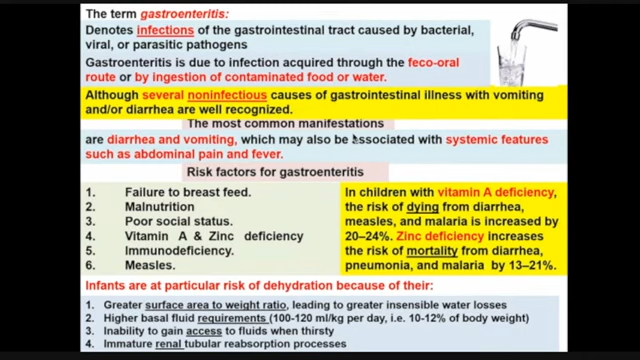 The term gastroenteritis:
Denotes infections of the gastrointestinal tract caused by bacterial,
viral, or parasitic pathogens
Gastroenteritis is due to infection acquired through the feco-oral
route or by ingestion of contaminated food or water.
Although several noninfectious causes of gastrointestinal illness with vomiting
and/or diarrhea are well recognized.
The most common manifestations
are diarrhea and vomiting, which may also be associated with systemic features
such as abdominal pain and fever.
Risk factors for gastroenteritis
1. Failure to breast feed.
2. Malnutrition
3. Poor social status.
4. Vitamin A & Zinc deficiency
5. Immunodeficiency.
6. Measles.
In children with vitamin A deficiency,
the risk of dying from diarrhea,
measles, and malaria is increased by
20–24%. Zinc deficiency increases
the risk of mortality from diarrhea,
pneumonia, and malaria by 13–21%.
Infants are at particular risk of dehydration because of their:
1. Greater surface area to weight ratio, leading to greater insensible water losses
2. Higher basal fluid requirements (100-120 ml/kg per day, i.e. 10-12% of body weight)
3. Inability to gain access to fluids when thirsty
4. Immature renal tubular reabsorption processes